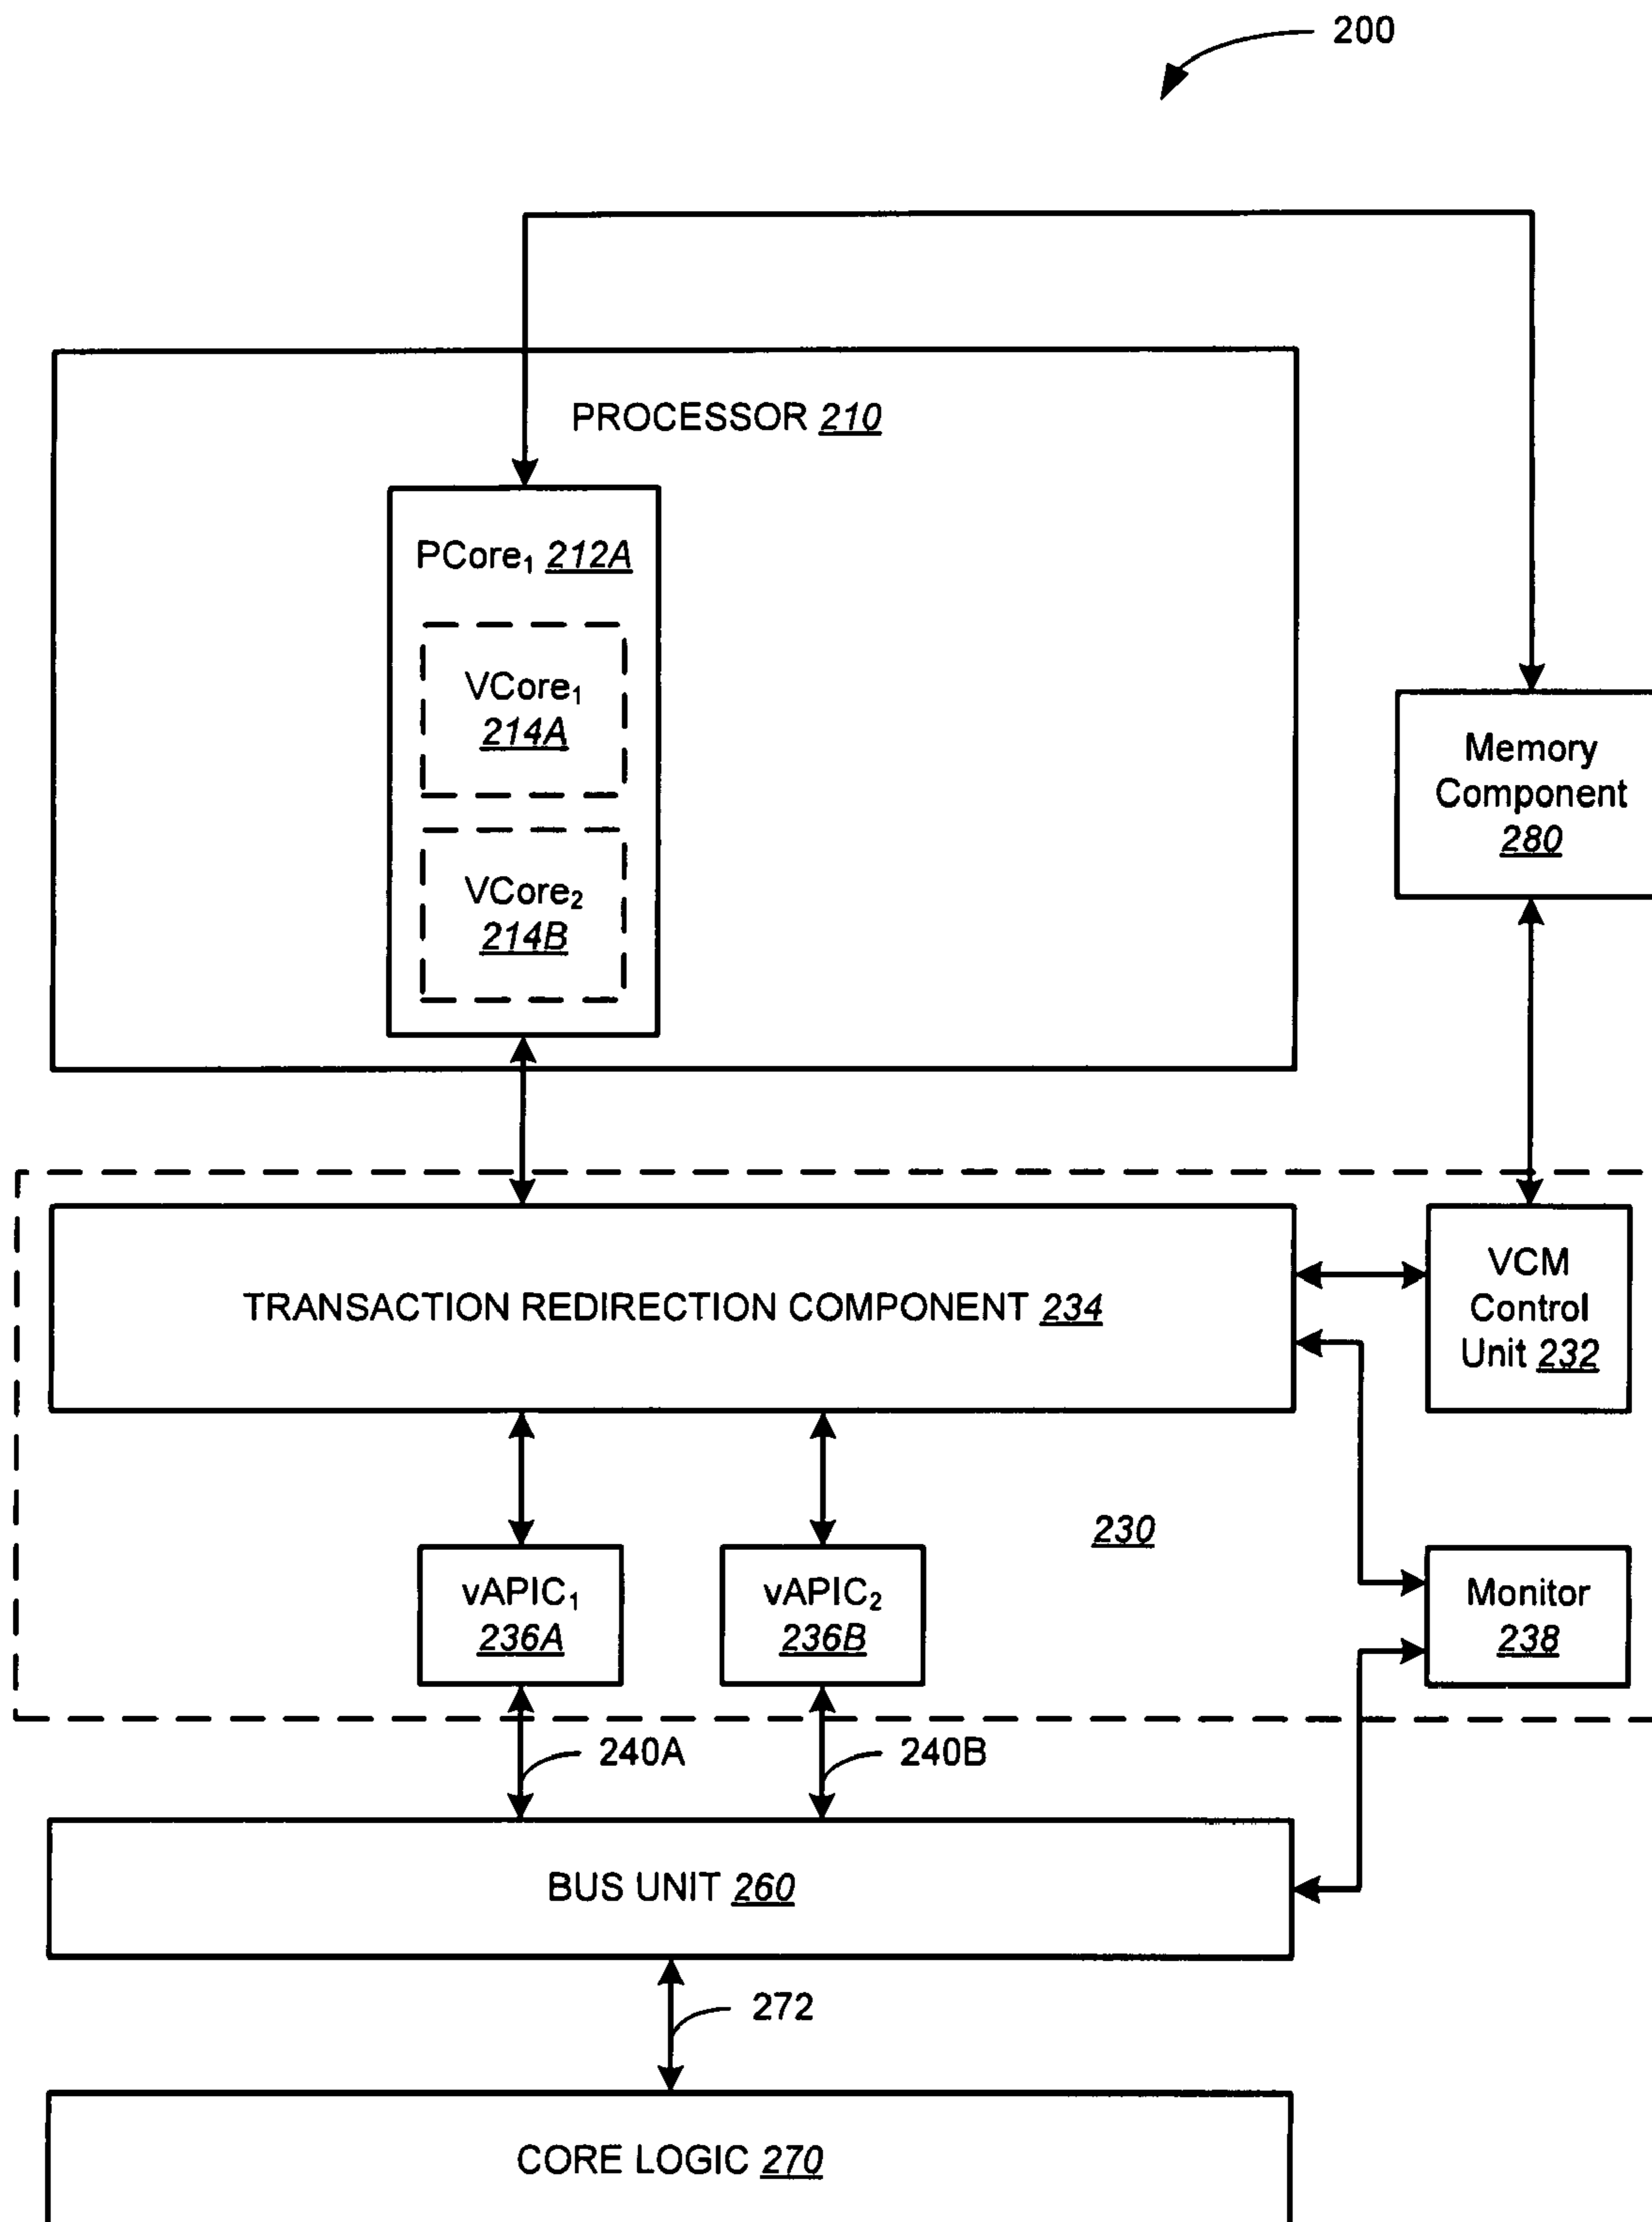 200
PROCESSOR 210
PCore₁ 212A
VCore₁
214A
VCore₂
214B
Memory
Component
280
TRANSACTION REDIRECTION COMPONENT 234
VCM
Control
Unit 232
230
vAPIC₁
236A
vAPIC₂
236B
Monitor
238
240A
240B
BUS UNIT 260
272
CORE LOGIC 270